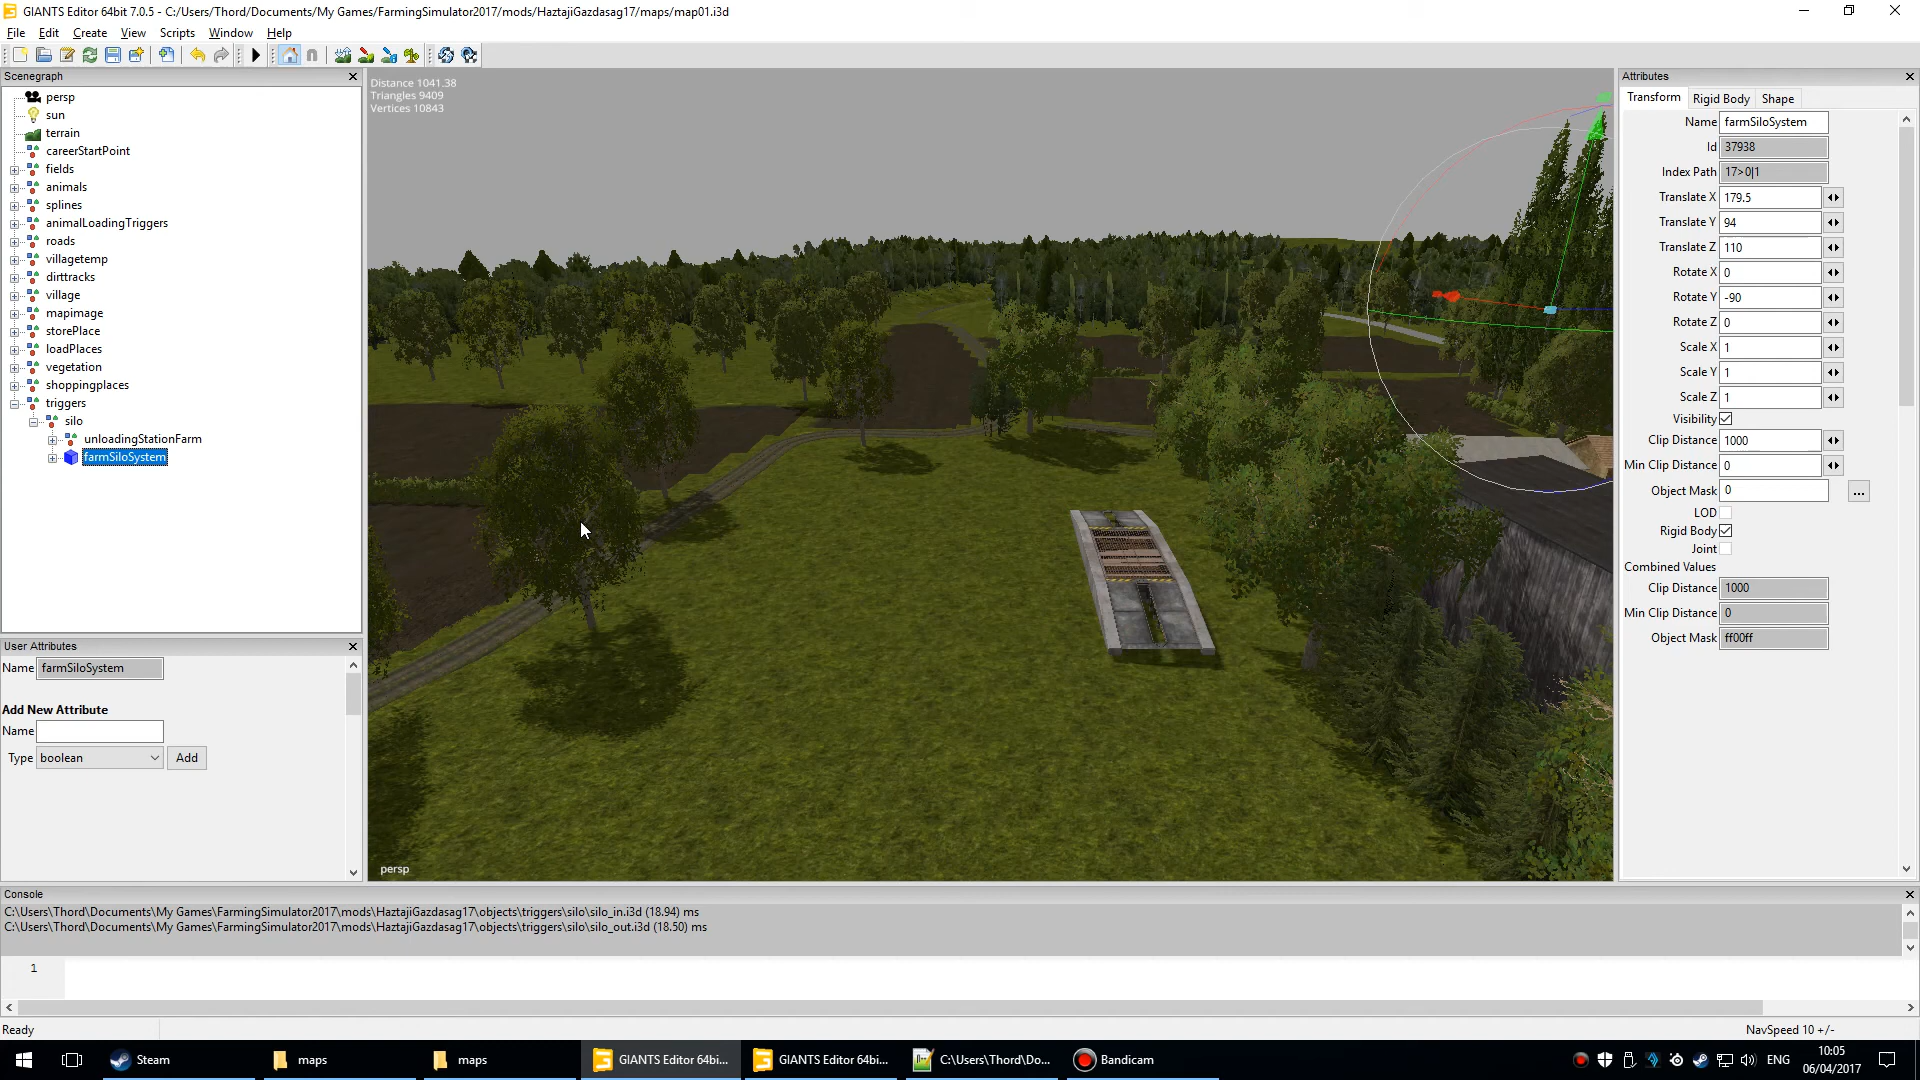 GIANTS Editor 64bit 7.0.5 - C:/Users/Thord/Documents/My Games/FarmingSimulator2017/mods/HaztajiGazdasag17/maps/map01.i3d
File Edit Create View Scripts Window Help
Scenegraph
persp
sun
terrain
careerStartPoint
fields
animals
splines
animalLoadingTriggers
roads
villagetemp
dirttracks
village
mapimage
storePlace
loadPlaces
vegetation
shoppingplaces
triggers
silo
unloadingStationFarm
farmSiloSystem
User Attributes
Name farmSiloSystem
Add New Attribute
Name
Type boolean Add
Distance 1041.38
Triangles 9409
Vertices 10843
persp
Attributes
Transform Rigid Body Shape
Name farmSiloSystem
Id 37938
Index Path 17>0|1
Translate X 179.5
Translate Y 94
Translate Z 110
Rotate X 0
Rotate Y -90
Rotate Z 0
Scale X 1
Scale Y 1
Scale Z 1
Visibility
Clip Distance 1000
Min Clip Distance 0
Object Mask 0 ...
LOD
Rigid Body
Joint
Combined Values
Clip Distance 1000
Min Clip Distance 0
Object Mask ff00ff
Console
C:\Users\Thord\Documents\My Games\FarmingSimulator2017\mods\HaztajiGazdasag17\objects\triggers\silo\silo_in.i3d (18.94) ms
C:\Users\Thord\Documents\My Games\FarmingSimulator2017\mods\HaztajiGazdasag17\objects\triggers\silo\silo_out.i3d (18.50) ms
1
Ready NavSpeed 10 +/-
Steam maps maps GIANTS Editor 64bi... GIANTS Editor 64bi... C:\Users\Thord\Do... Bandicam ENG 10:05
06/04/2017